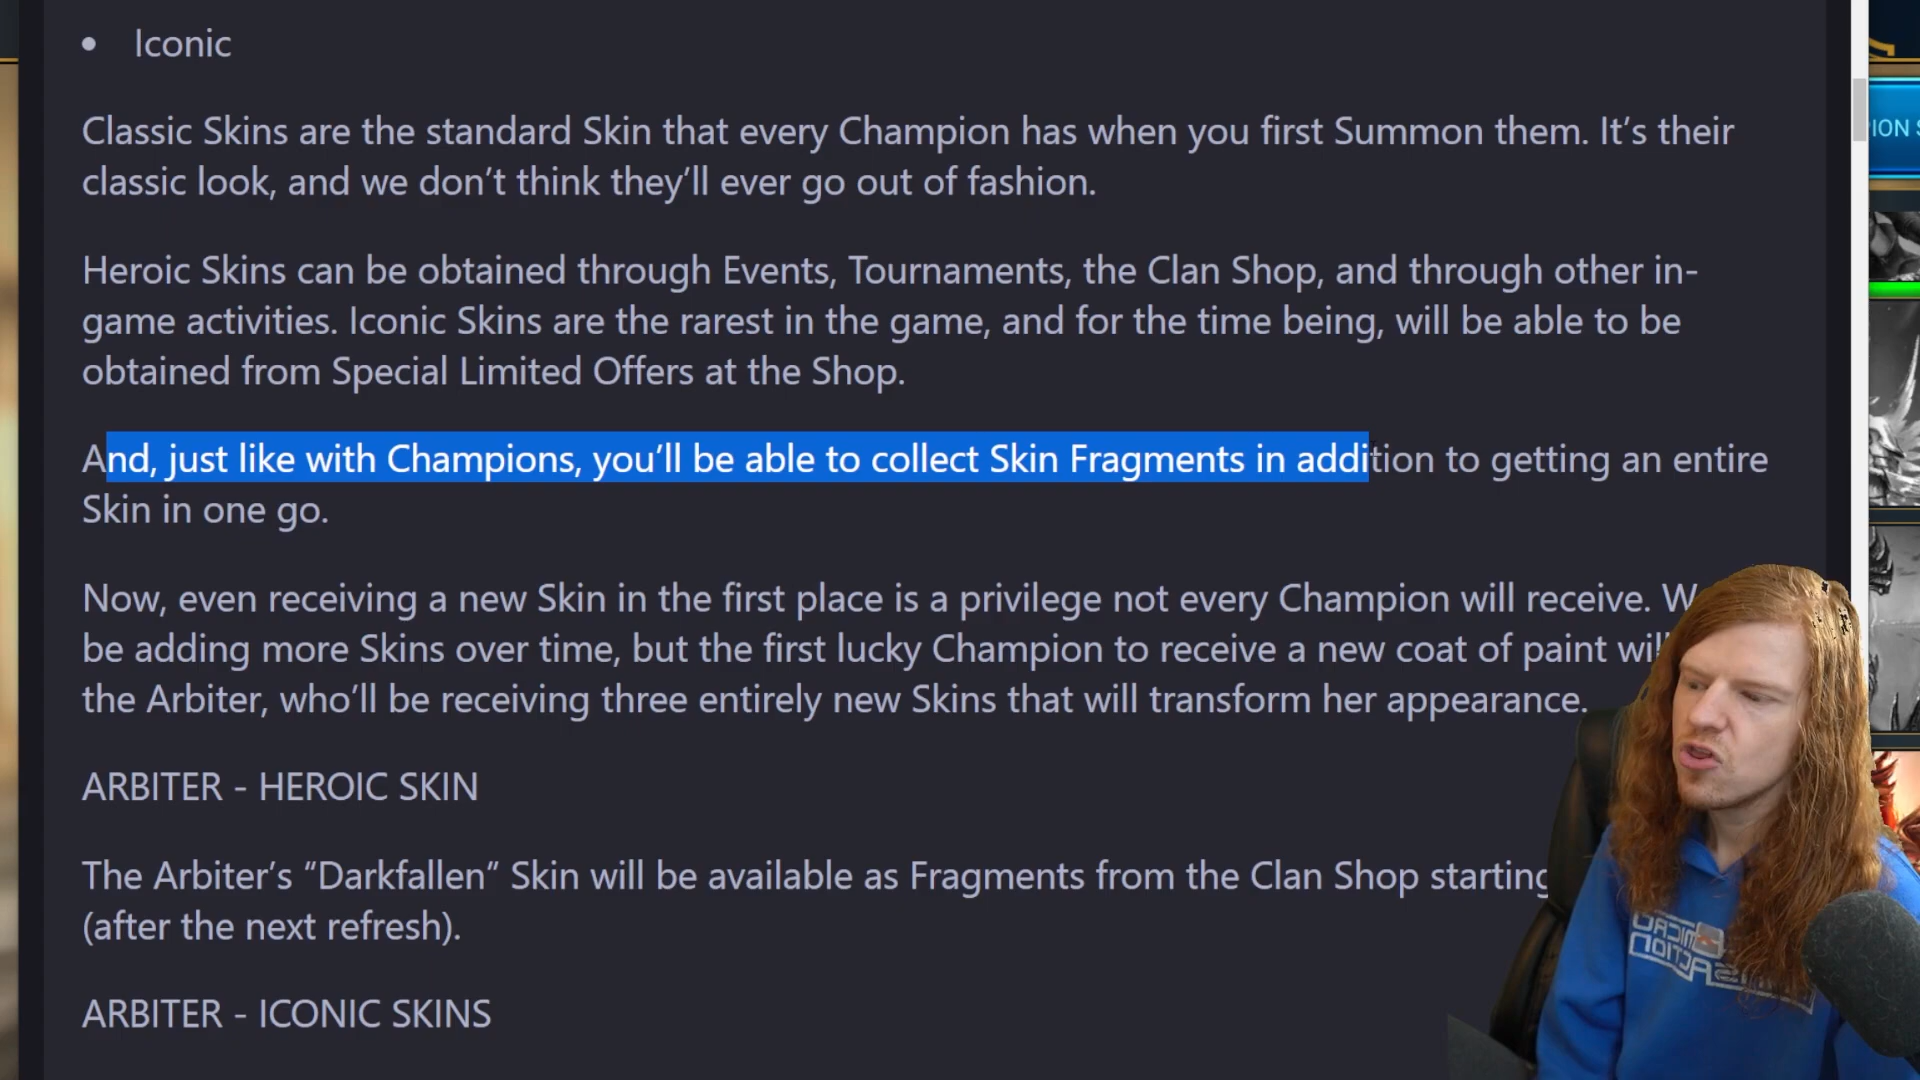 • Iconic
Classic Skins are the standard Skin that every Champion has when you first Summon them. It’s their
classic look, and we don’t think they’ll ever go out of fashion.
Heroic Skins can be obtained through Events, Tournaments, the Clan Shop, and through other in-
game activities. Iconic Skins are the rarest in the game, and for the time being, will be able to be
obtained from Special Limited Offers at the Shop.
And, just like with Champions, you’ll be able to collect Skin Fragments in addition to getting an entire
Skin in one go.
Now, even receiving a new Skin in the first place is a privilege not every Champion will receive.
be adding more Skins over time, but the first lucky Champion to receive a new coat of paint
the Arbiter, who’ll be receiving three entirely new Skins that will transform her appearance.
ARBITER - HEROIC SKIN
The Arbiter’s “Darkfallen” Skin will be available as Fragments from the Clan Shop starting
(after the next refresh).
ARBITER - ICONIC SKINS